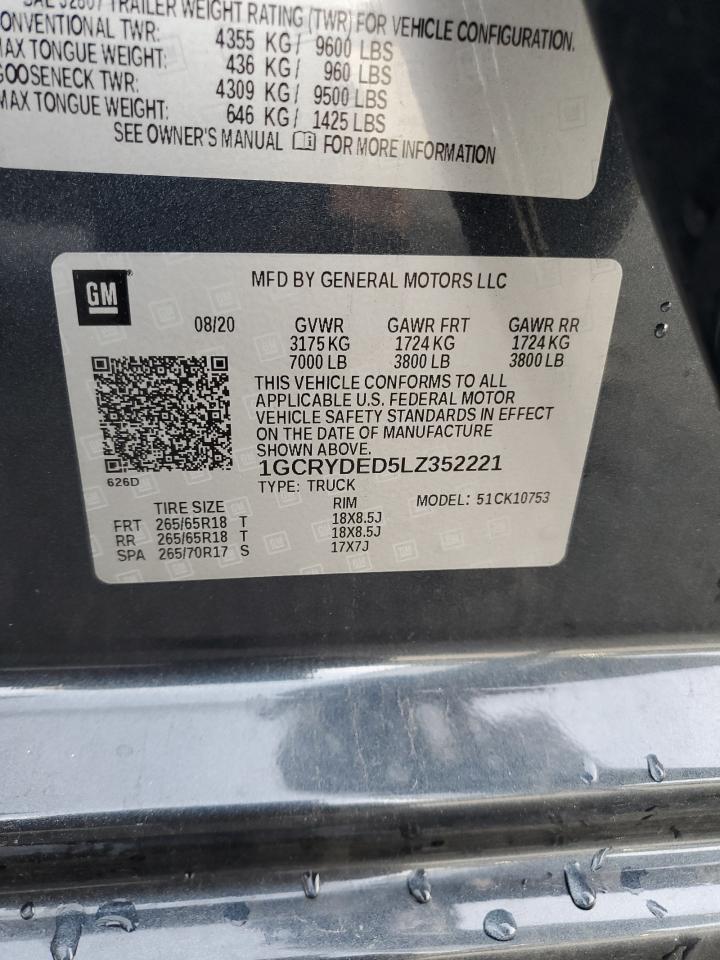 SAE J2807 TRAILER WEIGHT RATING (TWR) FOR VEHICLE CONFIGURATION.
ONVENTIONAL TWR: 4355 KG/ 9600 LBS
MAX TONGUE WEIGHT: 436 KG/ 960 LBS
GOOSENECK TWR: 4309 KG/ 9500 LBS
MAX TONGUE WEIGHT: 646 KG/ 1425 LBS
SEE OWNER'S MANUAL FOR MORE INFORMATION
GM
MFD BY GENERAL MOTORS LLC
08/20 GVWR GAWR FRT GAWR RR
3175 KG 1724 KG 1724 KG
7000 LB 3800 LB 3800 LB
THIS VEHICLE CONFORMS TO ALL
APPLICABLE U.S. FEDERAL MOTOR
VEHICLE SAFETY STANDARDS IN EFFECT
ON THE DATE OF MANUFACTURE
SHOWN ABOVE.
1GCRYDED5LZ352221
626D
TYPE: TRUCK MODEL: 51CK10753
TIRE SIZE RIM
FRT 265/65R18 T 18X8.5J
RR 265/65R18 T 18X8.5J
SPA 265/70R17 S 17X7J